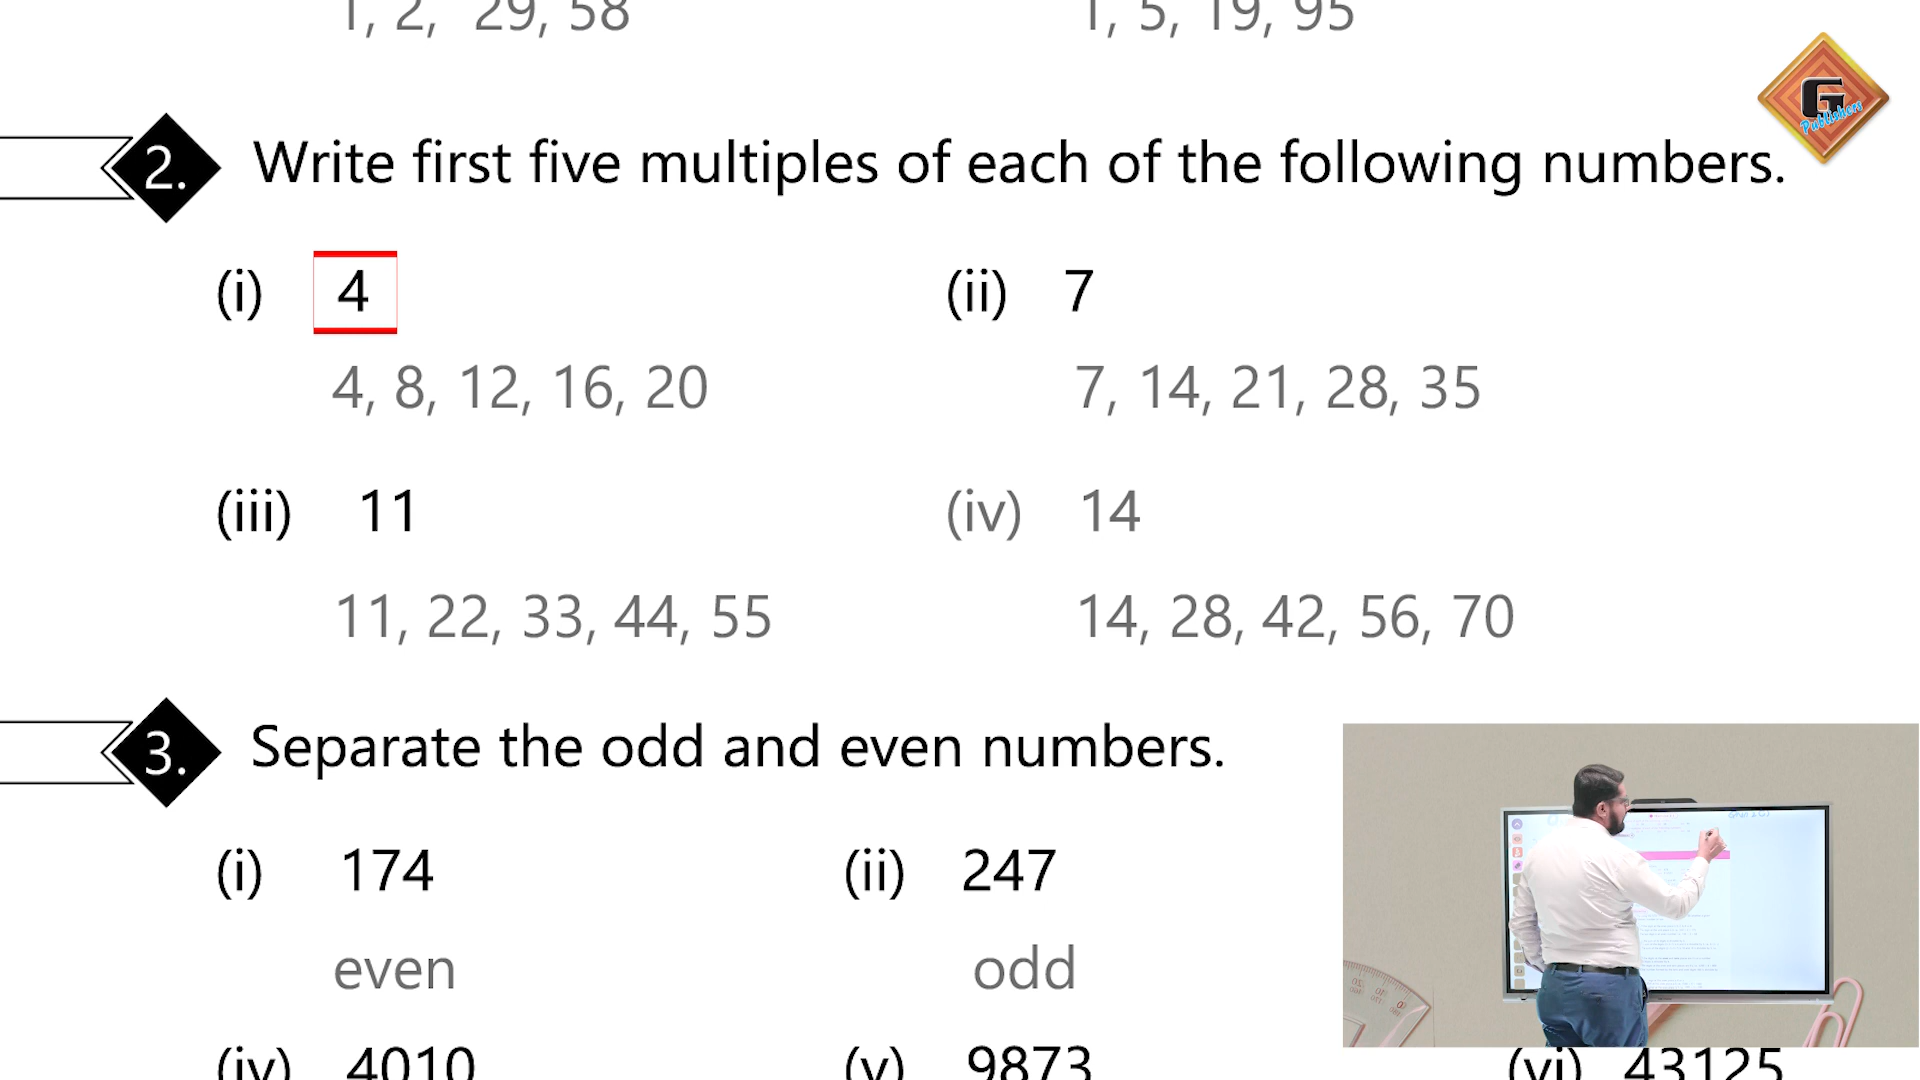 1, 2, 29, 58 1, 5, 19, 95
G Publishers
2. Write first five multiples of each of the following numbers.
(i) 4 (ii) 7
4, 8, 12, 16, 20 7, 14, 21, 28, 35
(iii) 11 (iv) 14
11, 22, 33, 44, 55 14, 28, 42, 56, 70
3. Separate the odd and even numbers.
(i) 174 (ii) 247
even odd
(iv) 4010 (v) 9873 (vi) 43125